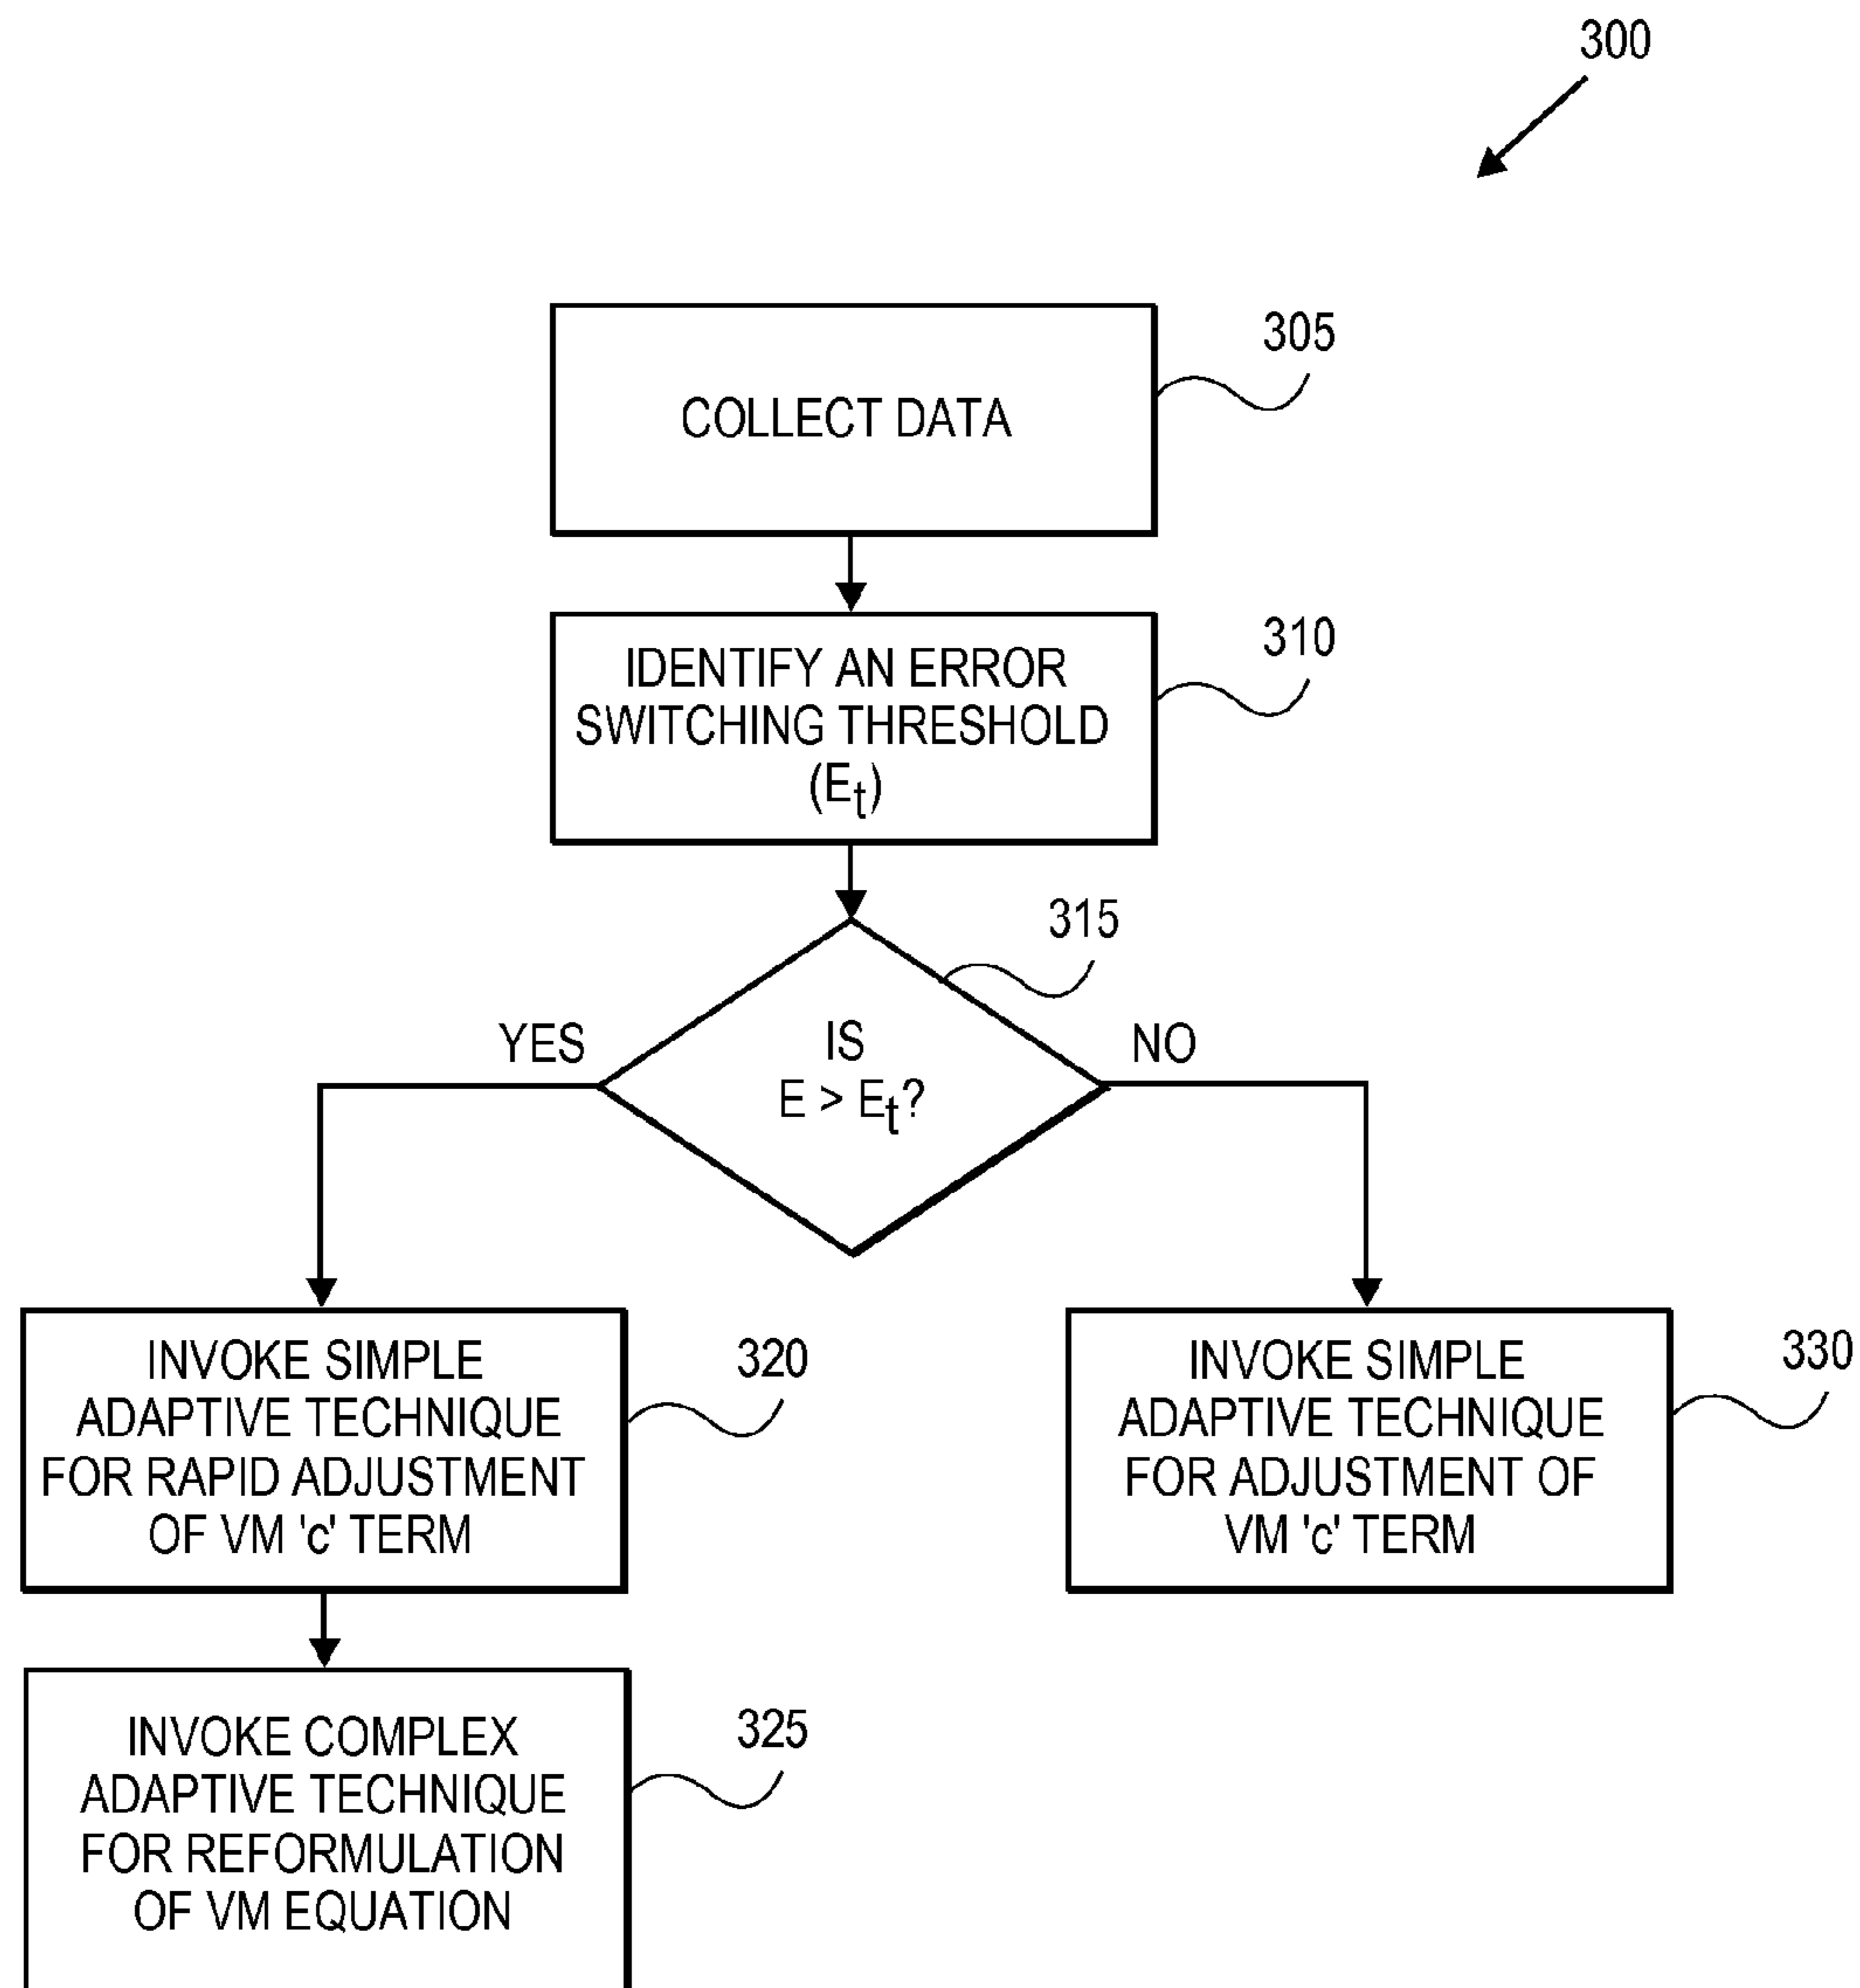 300
305
COLLECT DATA
310
IDENTIFY AN ERROR
SWITCHING THRESHOLD
(Et)
315
YES
IS
NO
E > Et?
INVOKE SIMPLE
ADAPTIVE TECHNIQUE
FOR RAPID ADJUSTMENT
OF VM 'c' TERM
320
INVOKE SIMPLE
ADAPTIVE TECHNIQUE
FOR ADJUSTMENT OF
VM 'c' TERM
330
INVOKE COMPLEX
ADAPTIVE TECHNIQUE
FOR REFORMULATION
OF VM EQUATION
325